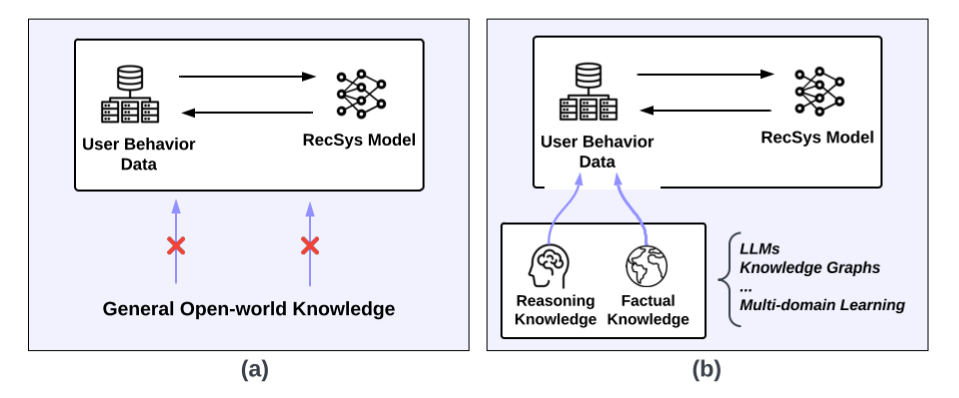 User Behavior
Data
RecSys Model
General Open-world Knowledge
(a)
User Behavior
Data
RecSys Model
Reasoning
Knowledge
Factual
Knowledge
LLMs
Knowledge Graphs
...
Multi-domain Learning
(b)